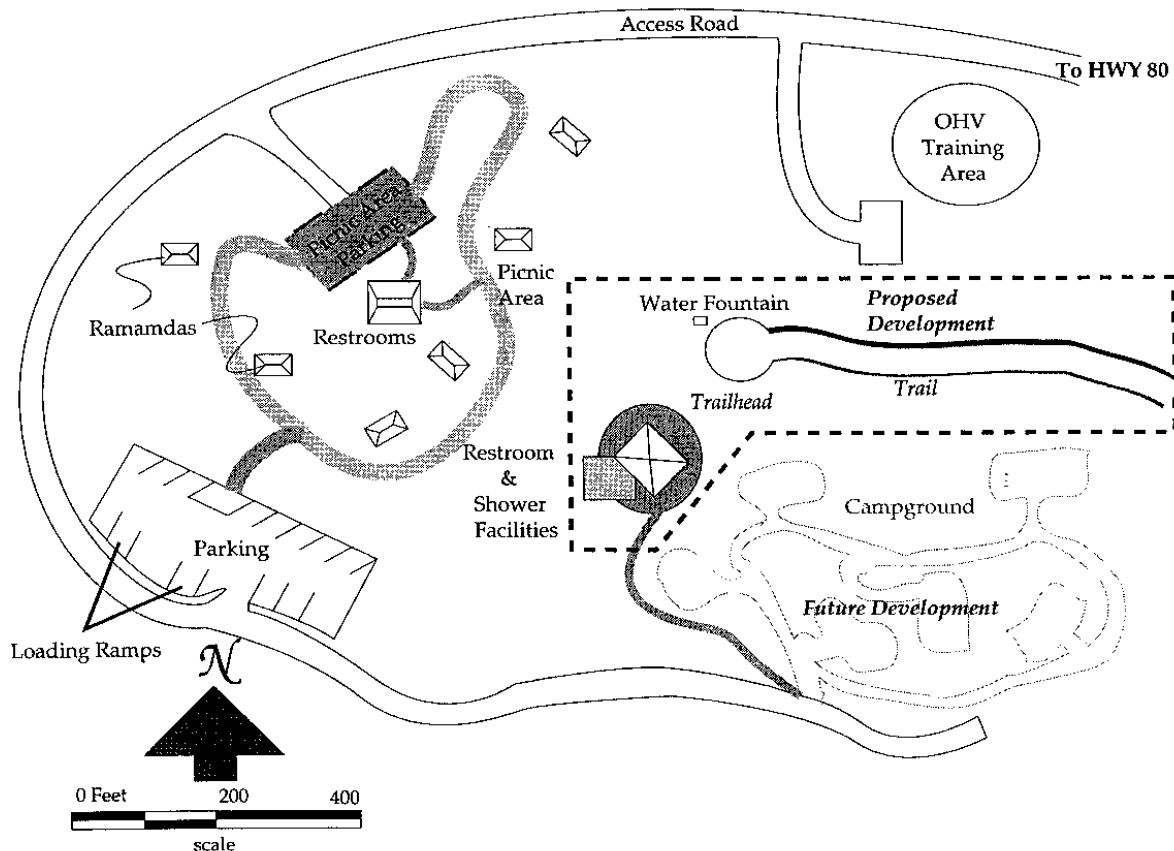 Access Road
To HWY 80
OHV
Training
Area
Picnic Area
Parking
Picnic
Area
Ramamdas
Restrooms
Water Fountain
Proposed
Development
Trailhead
Trail
Restroom
&
Shower
Facilities
Campground
Parking
Future Development
Loading Ramps
N
0 Feet 200 400
scale